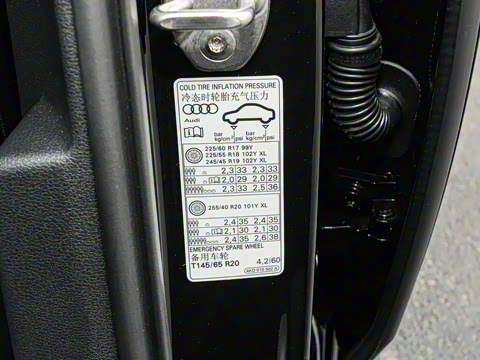 COLD TIRE INFLATION PRESSURE
冷态时轮胎充气压力
Audi
bar psi bar psi
kg/cm² kg/cm²
225/60 R17 99Y
225/55 R18 102Y XL
245/45 R19 102Y XL
2,3 33 2,3 33
2,0 29 2,0 29
2,3 33 2,5 36
255/40 R20 101Y XL
2,4 35 2,4 35
2,1 30 2,1 30
2,4 35 2,6 38
EMERGENCY SPARE WHEEL
备用车轮
T145/65 R20 4,2 60